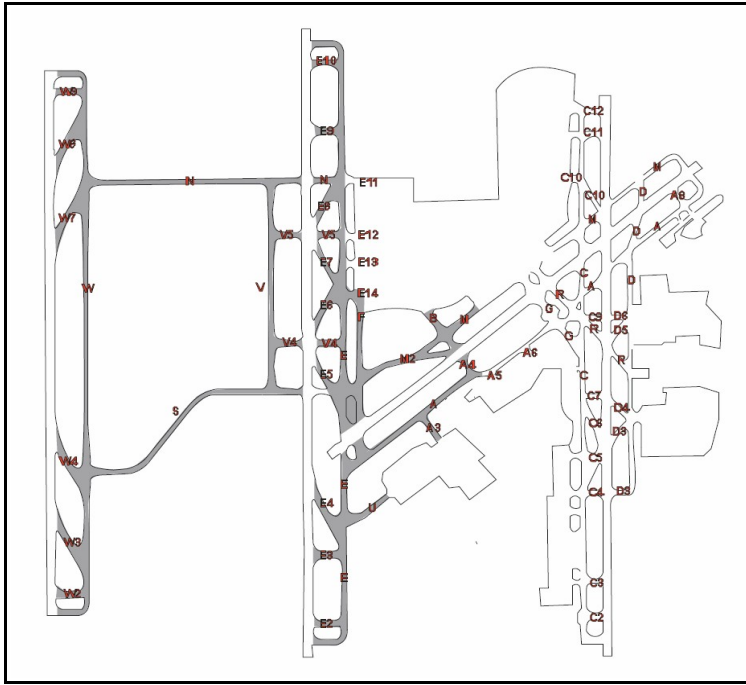 E10
W9
C12
C11
E9
W8
N
N
E11
C10
M
D
A8
W7
E8
C10
M
D
A
V5
V5
E12
E7
E13
C
D
W
V
E14
R
A
E6
F
B
N
G
C9
D6
R
D5
G
V4
V4
E
M2
A6
R
A4
E5
A5
C
C7
D4
S
A
A3
C6
D3
W4
C5
E
C4
D3
E4
U
W3
E3
E
C3
W2
E2
C2